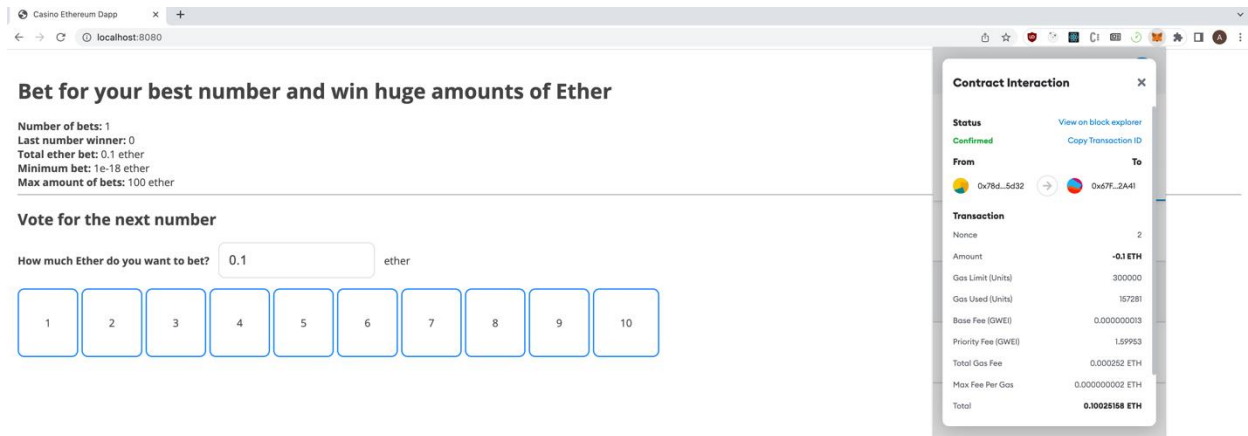 Casino Ethereum Dapp
localhost:8080
A
Bet for your best number and win huge amounts of Ether
Number of bets: 1
Last number winner: 0
Total ether bet: 0.1 ether
Minimum bet: 1e-18 ether
Max amount of bets: 100 ether
Vote for the next number
How much Ether do you want to bet? 0.1 ether
1 2 3 4 5 6 7 8 9 10
Contract Interaction
Status View on block explorer
Confirmed Copy Transaction ID
From To
0x78d...5d32 0x67F...2A41
Transaction
Nonce 2
Amount -0.1 ETH
Gas Limit (Units) 300000
Gas Used (Units) 157281
Base Fee (GWEI) 0.000000013
Priority Fee (GWEI) 1.59953
Total Gas Fee 0.000252 ETH
Max Fee Per Gas 0.000000002 ETH
Total 0.10025158 ETH